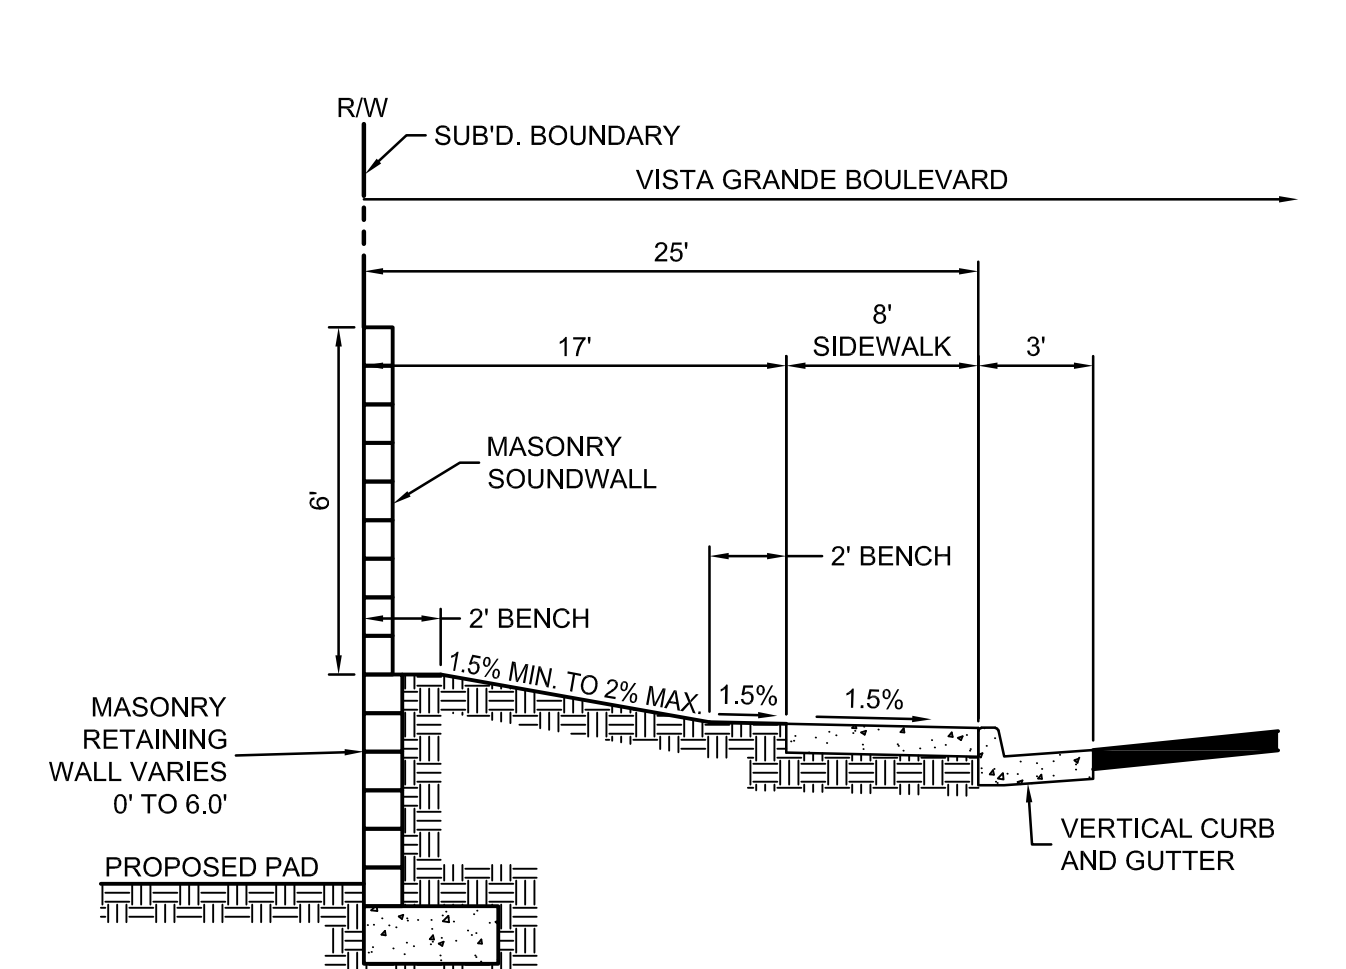 R/W
SUB'D. BOUNDARY
VISTA GRANDE BOULEVARD
25'
8'
SIDEWALK
17'
3'
MASONRY
SOUNDWALL
6'
2' BENCH
2' BENCH
1.5% MIN. TO 2% MAX.
1.5%
1.5%
MASONRY
RETAINING
WALL VARIES
0' TO 6.0'
VERTICAL CURB
AND GUTTER
PROPOSED PAD